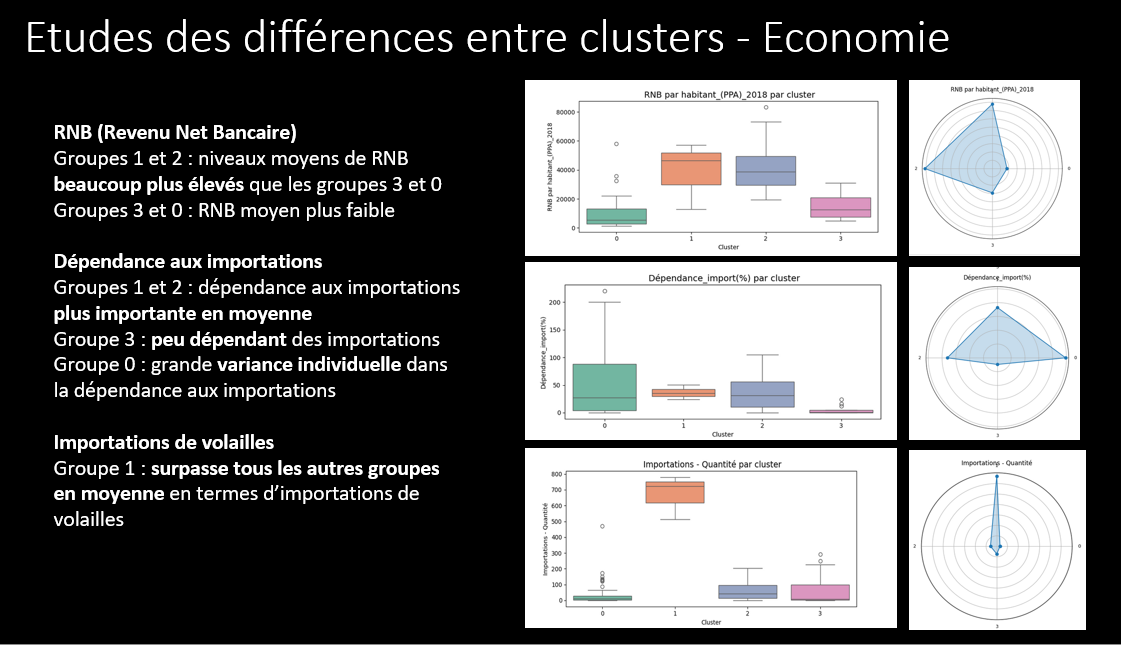 Etudes des différences entre clusters - Economie
RNB (Revenu Net Bancaire)
Groupes 1 et 2 : niveaux moyens de RNB
beaucoup plus élevés que les groupes 3 et 0
Groupes 3 et 0 : RNB moyen plus faible
Dépendance aux importations
Groupes 1 et 2 : dépendance aux importations
plus importante en moyenne
Groupe 3 : peu dépendant des importations
Groupe 0 : grande variance individuelle dans
la dépendance aux importations
Importations de volailles
Groupe 1 : surpasse tous les autres groupes
en moyenne en termes d'importations de
volailles
RNB par habitant_(PPA)_2018 par cluster
RNB par habitant_(PPA)_2018
80000
60000
40000
20000
0
0 1 2 3
Cluster
RNB par habitant_(PPA)_2018
2
0
3
Dépendance_import(%) par cluster
Dépendance_import(%)
200
150
100
50
0
0 1 2 3
Cluster
Dépendance_import(%)
2
0
3
Importations - Quantité par cluster
Importations - Quantité
800
700
600
500
400
300
200
100
0
0 1 2 3
Cluster
Importations - Quantité
2
0
3